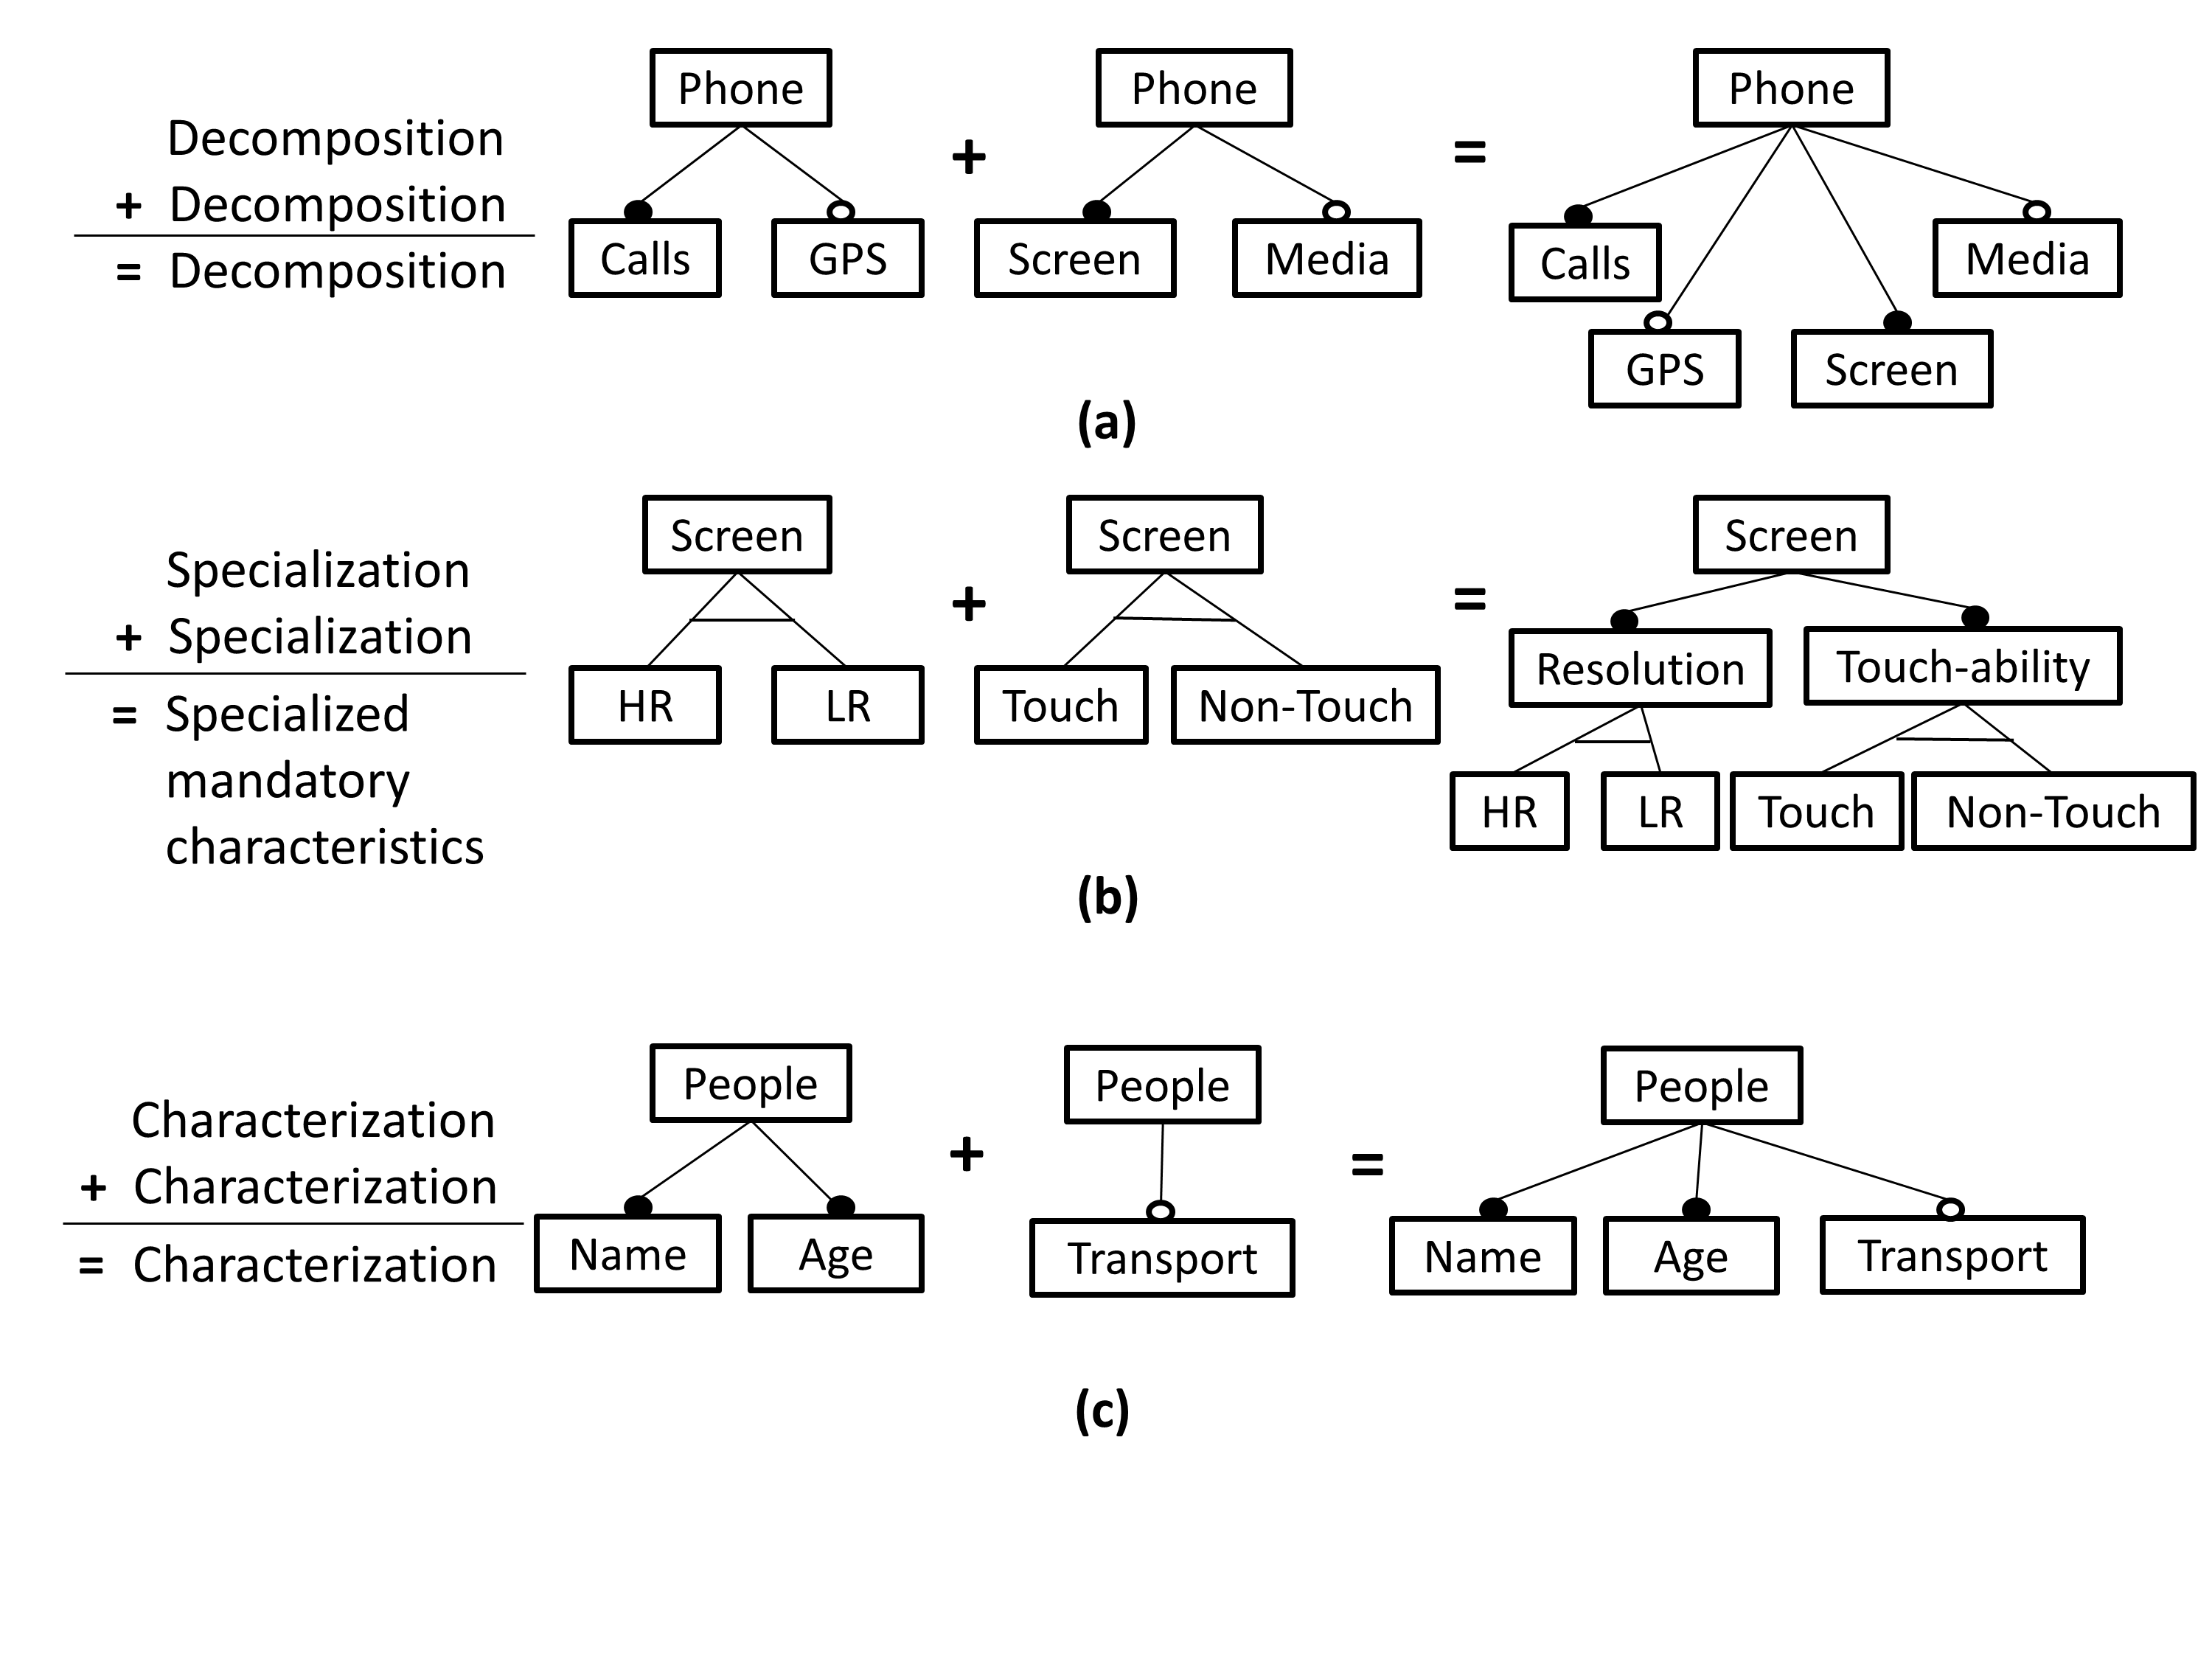 Decomposition
+ Decomposition
= Decomposition
Phone
Calls
GPS
+
Phone
Screen
Media
=
Phone
Calls
GPS
Screen
Media
(a)
Specialization
+ Specialization
= Specialized
mandatory
characteristics
Screen
HR
LR
+
Screen
Touch
Non-Touch
=
Screen
Resolution
Touch-ability
HR
LR
Touch
Non-Touch
(b)
Characterization
+ Characterization
= Characterization
People
Name
Age
+
People
Transport
=
People
Name
Age
Transport
(c)